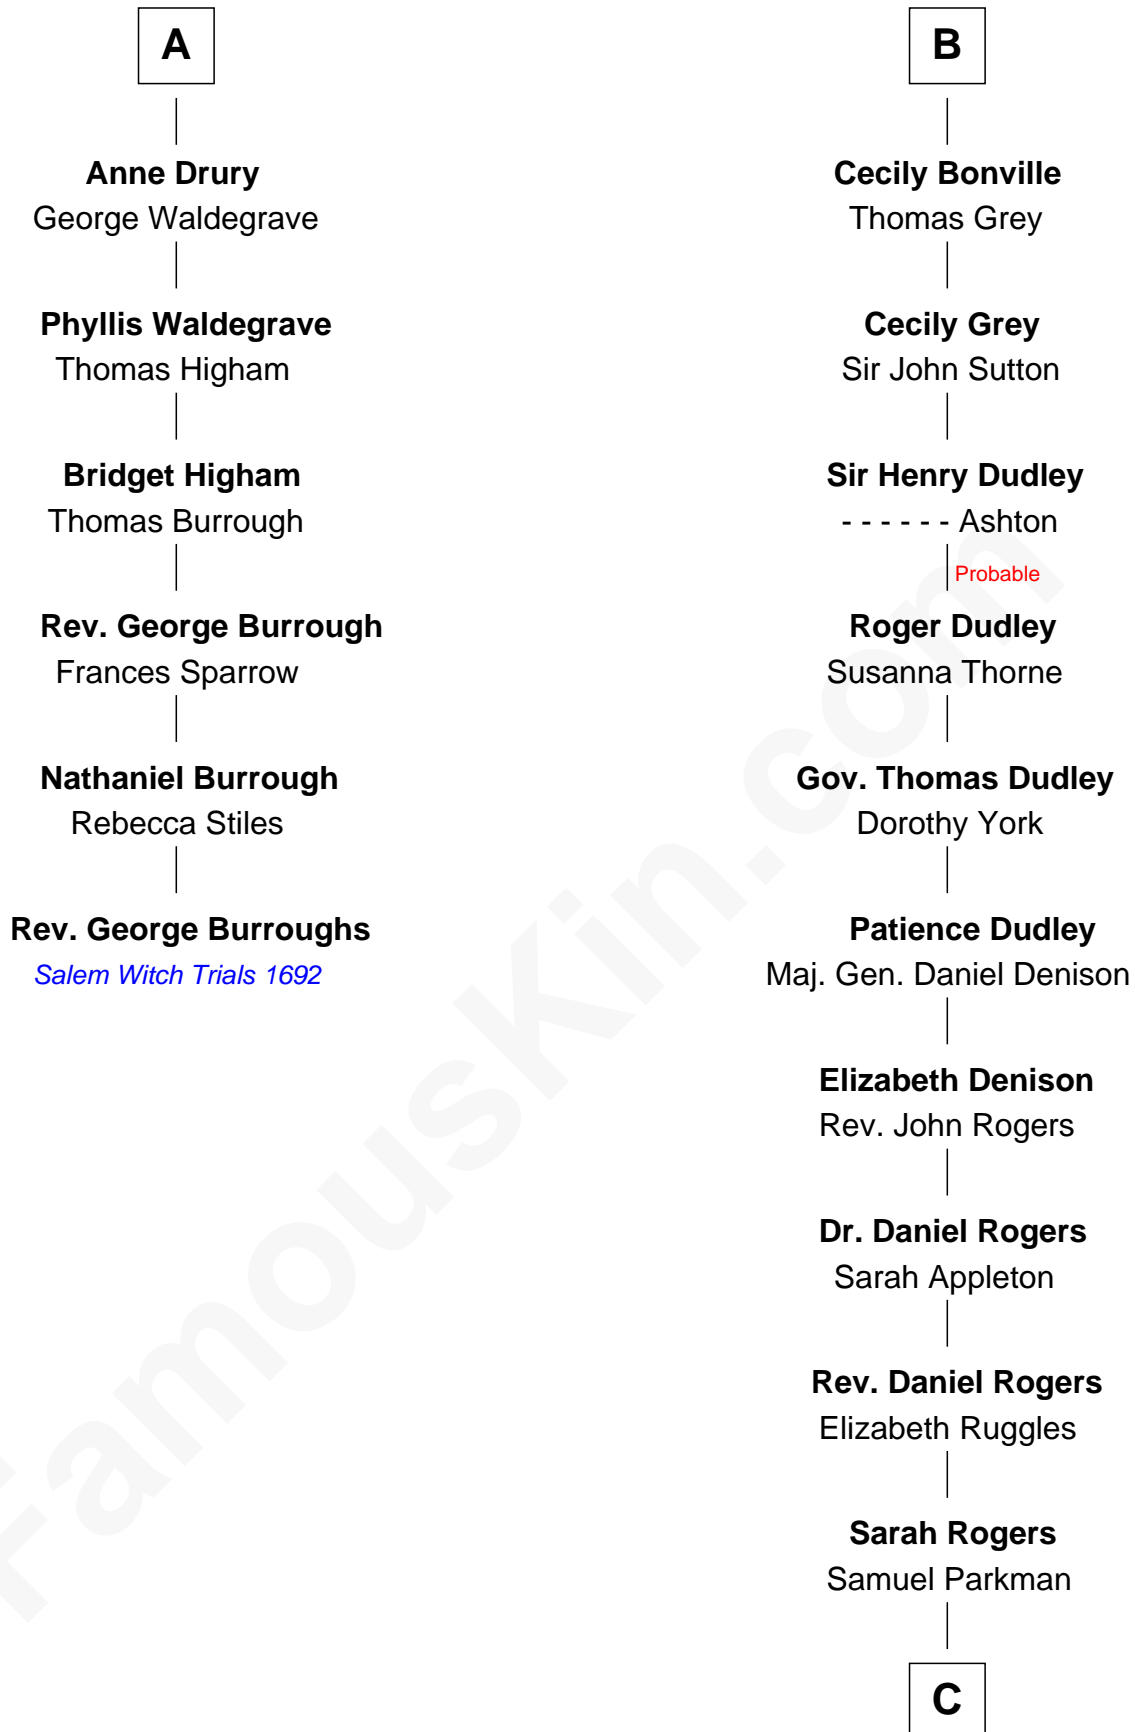 A
Anne Drury
George Waldegrave
Phyllis Waldegrave
Thomas Higham
Bridget Higham
Thomas Burrough
Rev. George Burrough
Frances Sparrow
Nathaniel Burrough
Rebecca Stiles
Rev. George Burroughs
Salem Witch Trials 1692
B
Cecily Bonville
Thomas Grey
Cecily Grey
Sir John Sutton
Sir Henry Dudley
- - - - - - Ashton
Probable
Roger Dudley
Susanna Thorne
Gov. Thomas Dudley
Dorothy York
Patience Dudley
Maj. Gen. Daniel Denison
Elizabeth Denison
Rev. John Rogers
Dr. Daniel Rogers
Sarah Appleton
Rev. Daniel Rogers
Elizabeth Ruggles
Sarah Rogers
Samuel Parkman
C
FamousKin.com